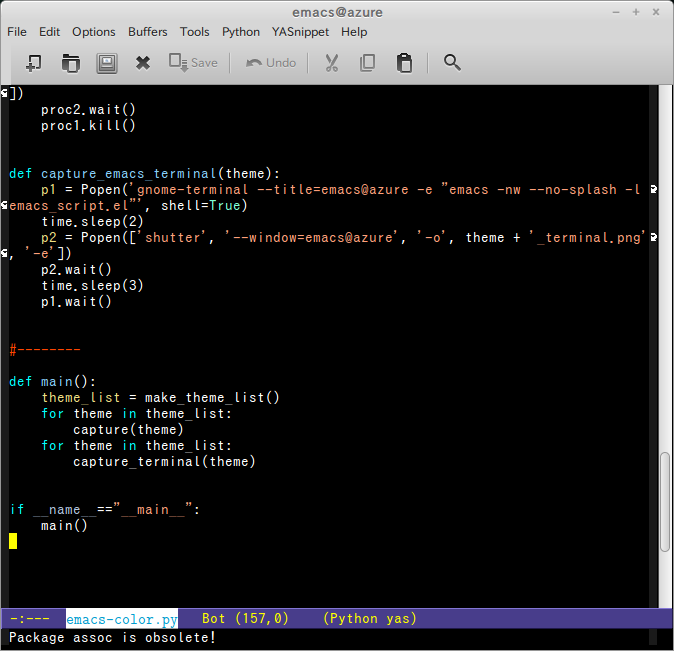 emacs@azure
File Edit Options Buffers Tools Python YASnippet Help
Save Undo
])
    proc2.wait()
    proc1.kill()
def capture_emacs_terminal(theme):
    p1 = Popen('gnome-terminal --title=emacs@azure -e "emacs -nw --no-splash -l
emacs_script.el"', shell=True)
    time.sleep(2)
    p2 = Popen(['shutter', '--window=emacs@azure', '-o', theme + '_terminal.png'
, '-e'])
    p2.wait()
    time.sleep(3)
    p1.wait()
#--------
def main():
    theme_list = make_theme_list()
    for theme in theme_list:
        capture(theme)
    for theme in theme_list:
        capture_terminal(theme)
if __name__=="__main__":
    main()
-:--- emacs-color.py Bot (157,0) (Python yas)
Package assoc is obsolete!